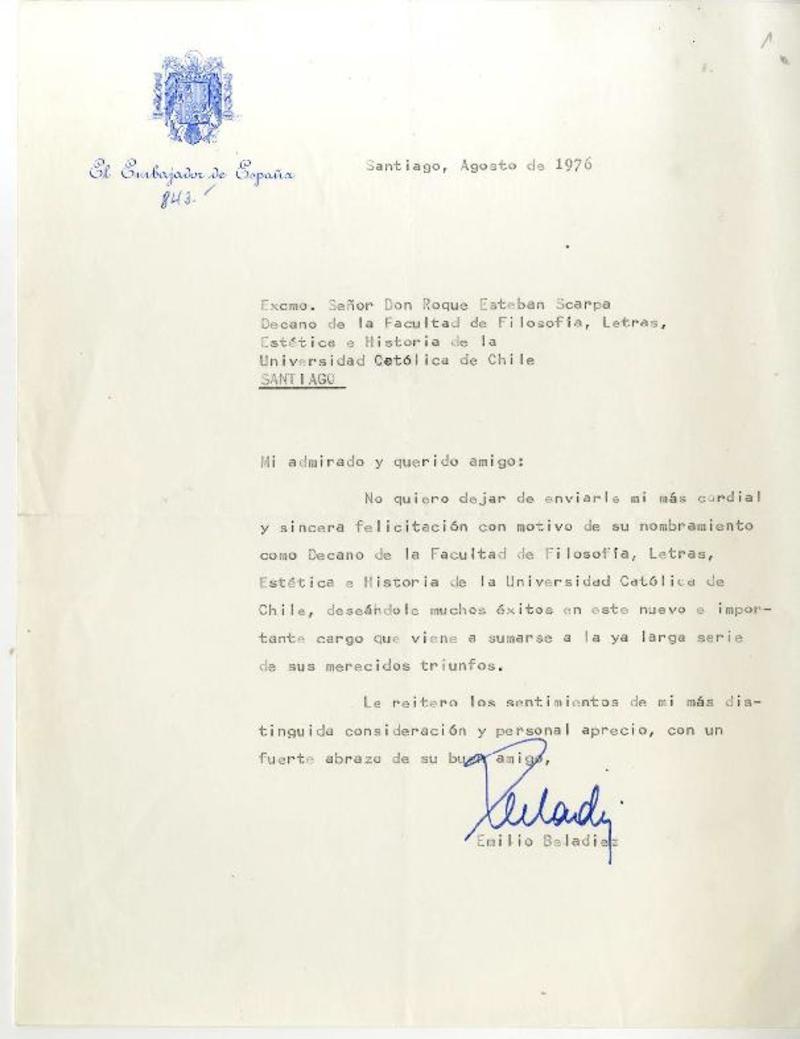 1
El Embajador de España
843.-
Santiago, Agosto de 1976
Excmo. Señor Don Roque Esteban Scarpa
Decano de la Facultad de Filosofía, Letras,
Estética e Historia de la
Universidad Católica de Chile
SANTIAGO
Mi admirado y querido amigo:
No quiero dejar de enviarle mi más cordial
y sincera felicitación con motivo de su nombramiento
como Decano de la Facultad de Filosofía, Letras,
Estética e Historia de la Universidad Católica de
Chile, deseándole muchos éxitos en este nuevo e impor-
tante cargo que viene a sumarse a la ya larga serie
de sus merecidos triunfos.
Le reitero los sentimientos de mi más dis-
tinguida consideración y personal aprecio, con un
fuerte abrazo de su buen amigo,
Beladiez
Emilio Beladiez